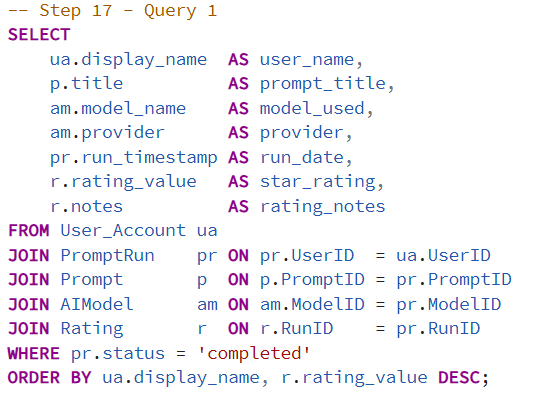 -- Step 17 - Query 1
SELECT
    ua.display_name  AS user_name,
    p.title          AS prompt_title,
    am.model_name    AS model_used,
    am.provider      AS provider,
    pr.run_timestamp AS run_date,
    r.rating_value   AS star_rating,
    r.notes          AS rating_notes
FROM User_Account ua
JOIN PromptRun    pr ON pr.UserID  = ua.UserID
JOIN Prompt       p  ON p.PromptID = pr.PromptID
JOIN AIModel      am ON am.ModelID = pr.ModelID
JOIN Rating       r  ON r.RunID    = pr.RunID
WHERE pr.status = 'completed'
ORDER BY ua.display_name, r.rating_value DESC;